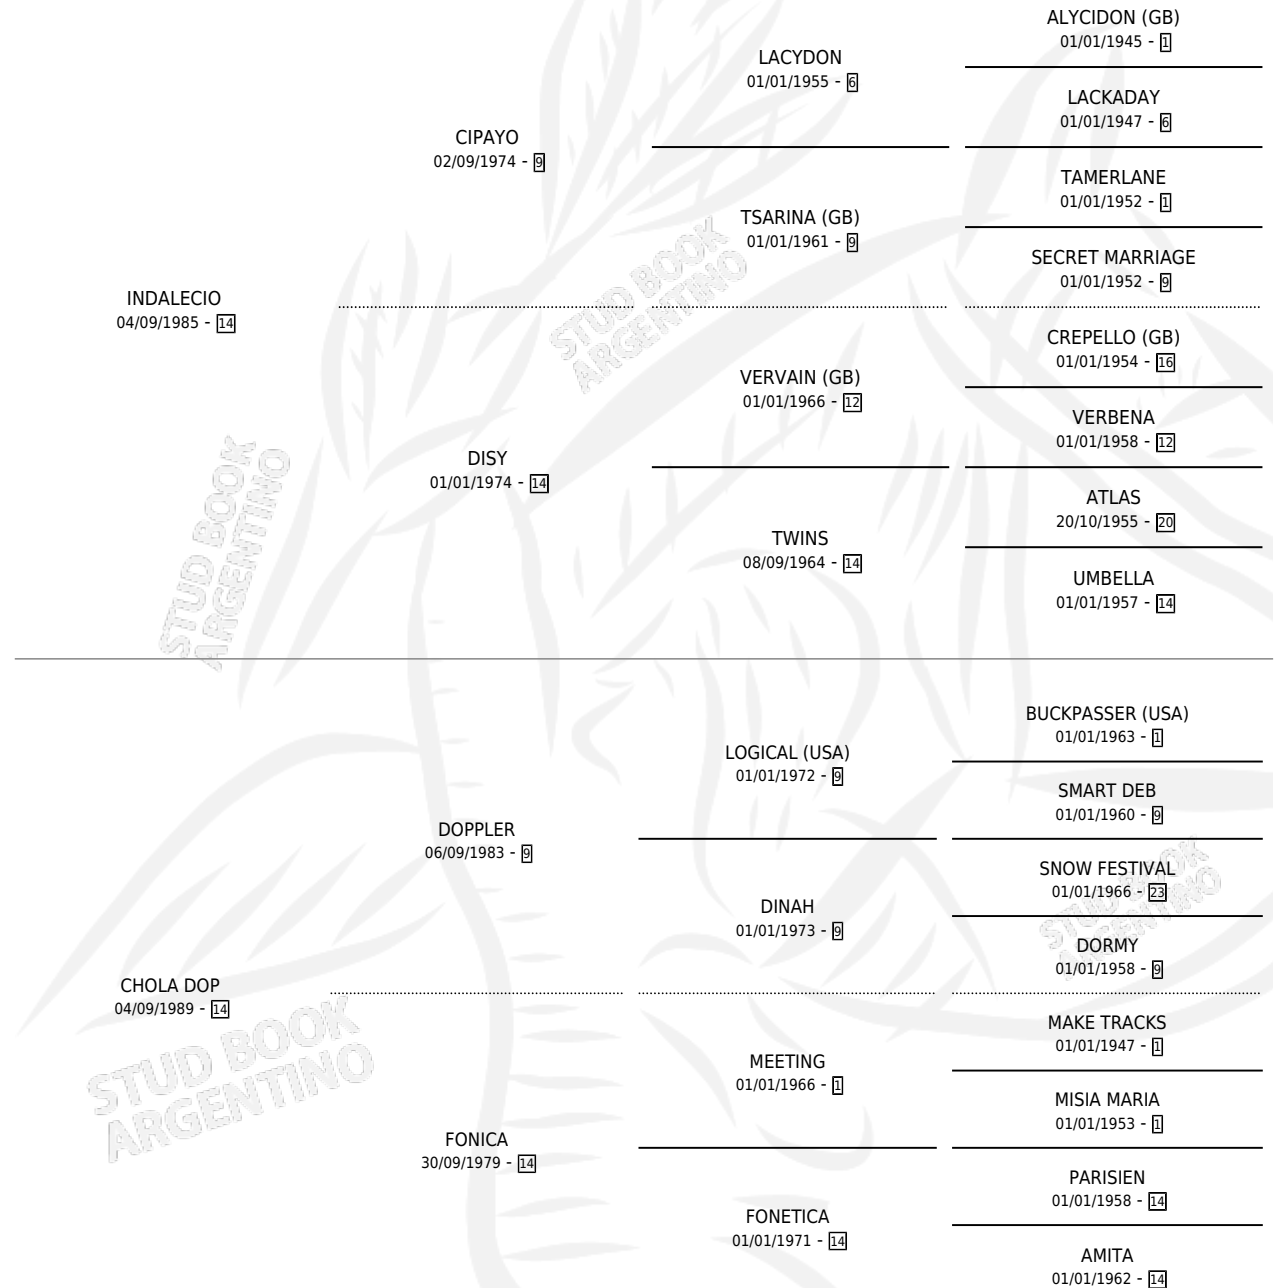 ALYCIDON (GB)
01/01/1945 - 1
LACYDON
01/01/1955 - 6
LACKADAY
01/01/1947 - 6
CIPAYO
02/09/1974 - 9
TAMERLANE
01/01/1952 - 1
TSARINA (GB)
01/01/1961 - 9
SECRET MARRIAGE
01/01/1952 - 9
INDALECIO
04/09/1985 - 14
CREPELLO (GB)
01/01/1954 - 16
VERVAIN (GB)
01/01/1966 - 12
VERBENA
01/01/1958 - 12
DISY
01/01/1974 - 14
ATLAS
20/10/1955 - 20
TWINS
08/09/1964 - 14
UMBELLA
01/01/1957 - 14
STUD BOOK
ARGENTINO
STUD BOOK
ARGENTINO
BUCKPASSER (USA)
01/01/1963 - 1
LOGICAL (USA)
01/01/1972 - 9
SMART DEB
01/01/1960 - 9
DOPPLER
06/09/1983 - 9
SNOW FESTIVAL
01/01/1966 - 23
DINAH
01/01/1973 - 9
DORMY
01/01/1958 - 9
CHOLA DOP
04/09/1989 - 14
MAKE TRACKS
01/01/1947 - 1
MEETING
01/01/1966 - 1
MISIA MARIA
01/01/1953 - 1
FONICA
30/09/1979 - 14
PARISIEN
01/01/1958 - 14
FONETICA
01/01/1971 - 14
AMITA
01/01/1962 - 14
STUD BOOK
ARGENTINO
STUD BOOK
ARGENTINO